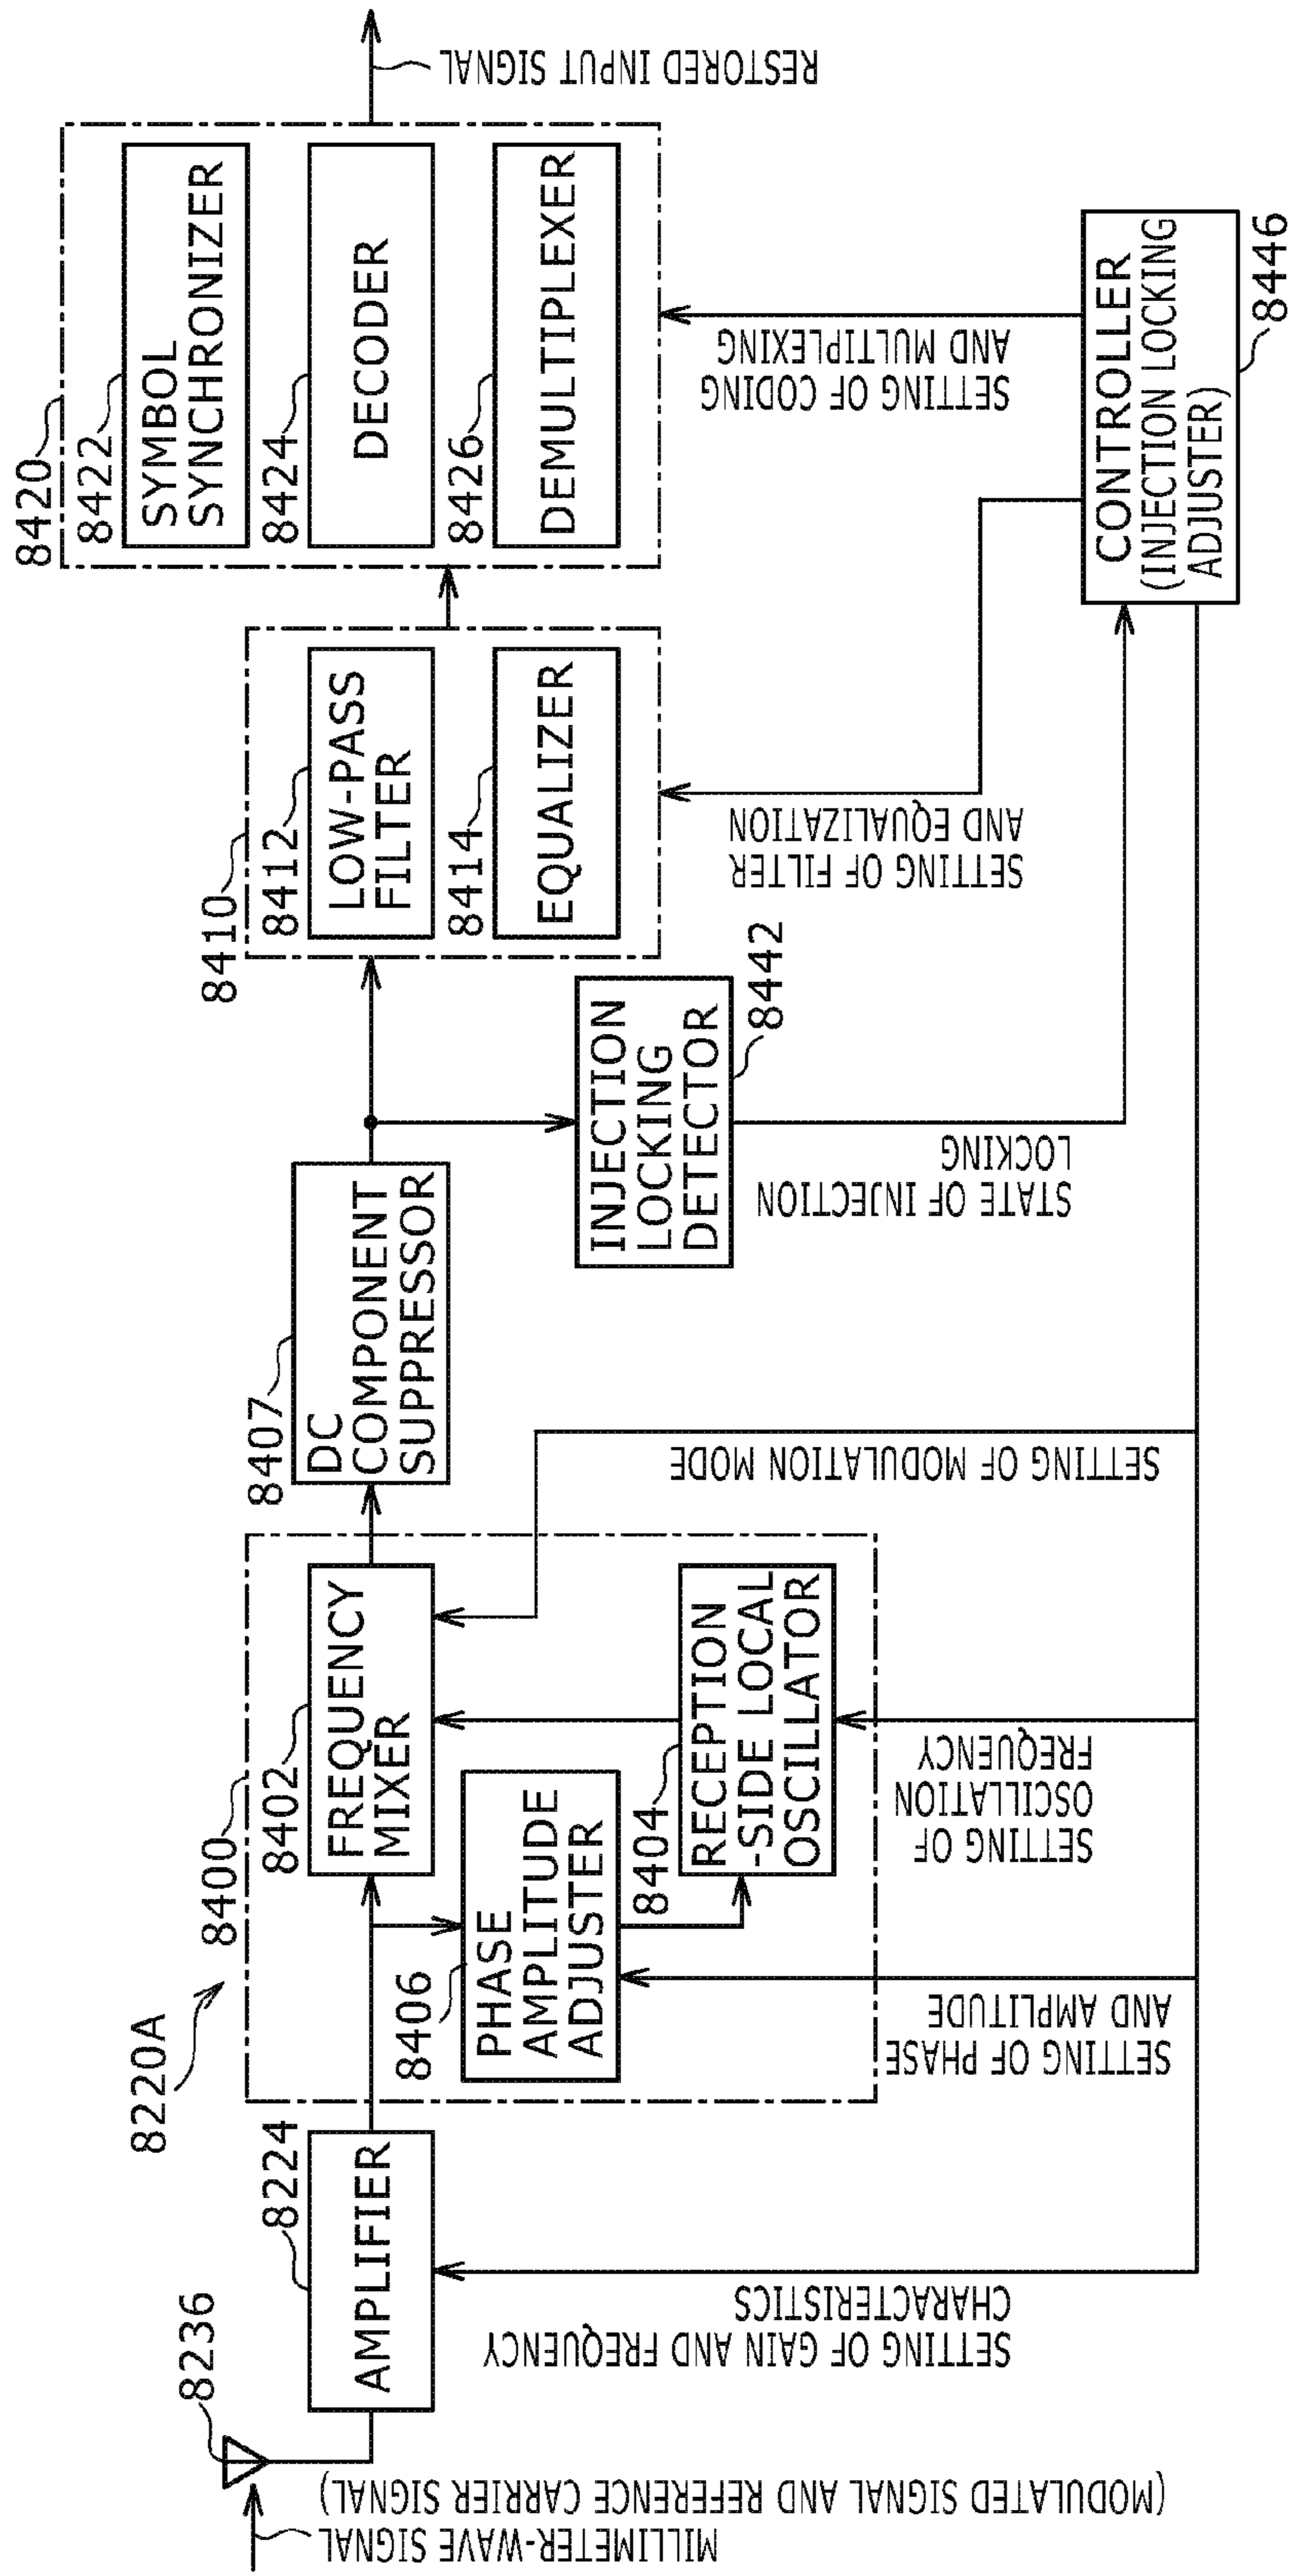 8220A
8236
MILLIMETER-WAVE SIGNAL
(MODULATED SIGNAL AND REFERENCE CARRIER SIGNAL)
8224
AMPLIFIER
SETTING OF GAIN AND FREQUENCY
CHARACTERISTICS
8400
8402
FREQUENCY
MIXER
8406
PHASE
AMPLITUDE
ADJUSTER
8404
RECEPTION
-SIDE LOCAL
OSCILLATOR
SETTING OF PHASE
AND AMPLITUDE
SETTING OF
OSCILLATION
FREQUENCY
SETTING OF MODULATION MODE
8407
DC
COMPONENT
SUPPRESSOR
INJECTION
LOCKING
DETECTOR
8442
STATE OF INJECTION
LOCKING
8410
8412
LOW-PASS
FILTER
8414
EQUALIZER
SETTING OF FILTER
AND EQUALIZATION
8420
8422
SYMBOL
SYNCHRONIZER
8424
DECODER
8426
DEMULTIPLEXER
SETTING OF CODING
AND MULTIPLEXING
RESTORED INPUT SIGNAL
CONTROLLER
(INJECTION LOCKING
ADJUSTER)
8446